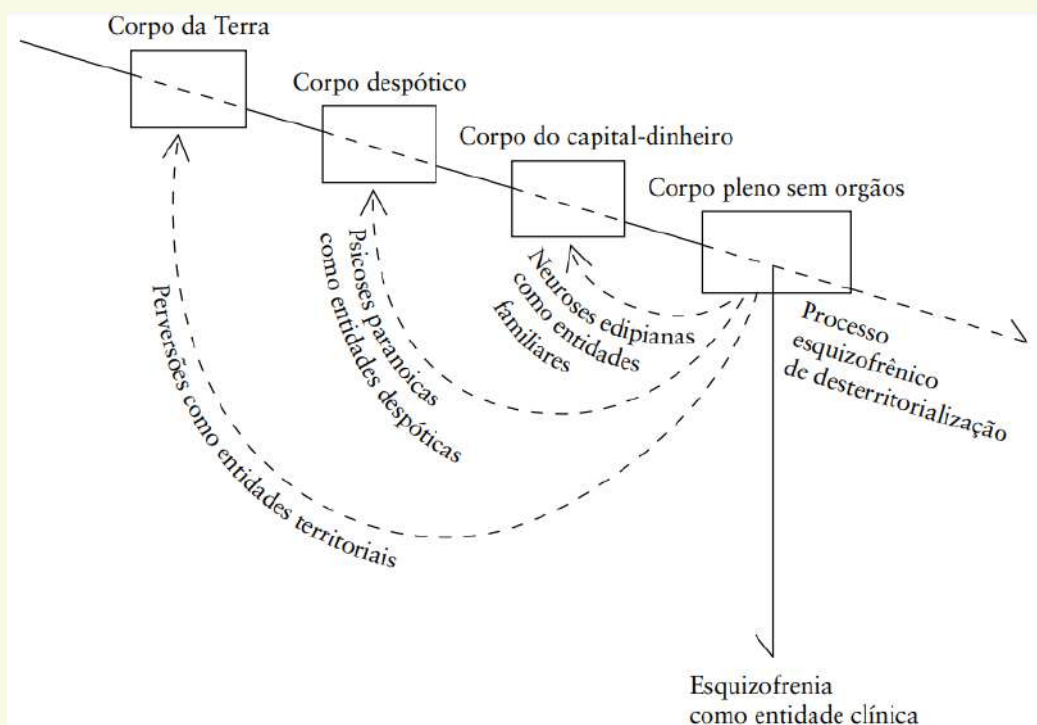 Corpo da Terra
Corpo despótico
Corpo do capital-dinheiro
Corpo pleno sem orgãos
Perversões como entidades territoriais
Psicoses paranoicas
como entidades despóticas
Neuroses edipianas
como entidades
familiares
Processo
esquizofrênico
de desterritorialização
Esquizofrenia
como entidade clínica